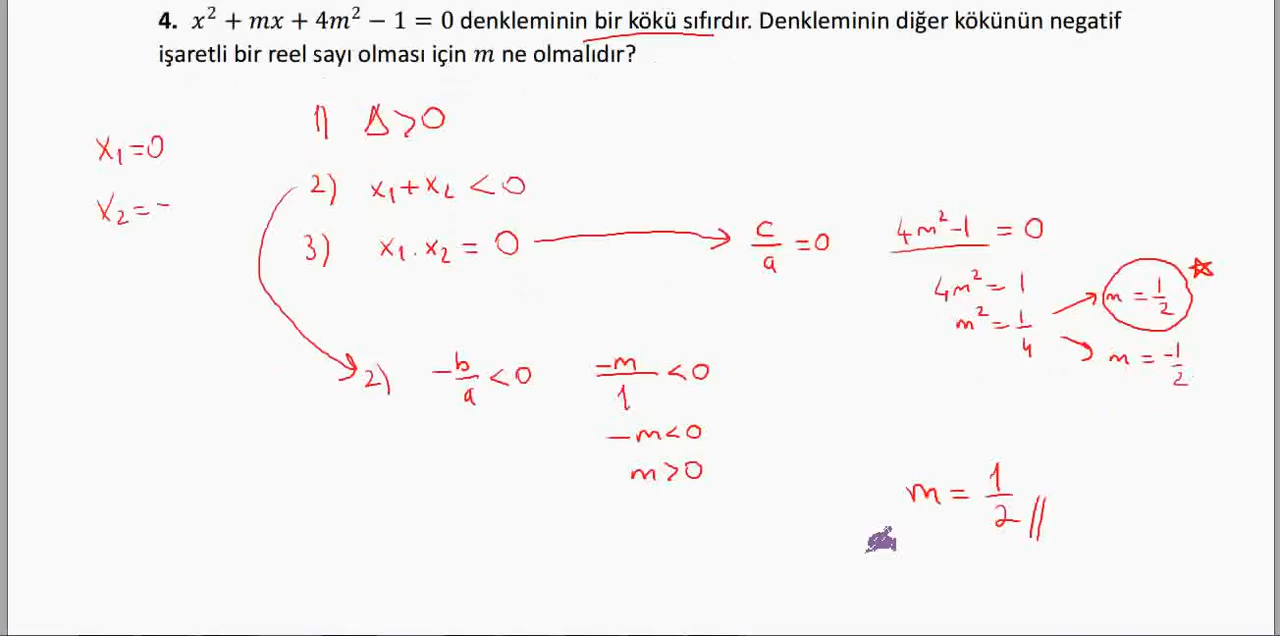 4. x² + mx + 4m² − 1 = 0 denkleminin bir kökü sıfırdır. Denkleminin diğer kökünün negatif
işaretli bir reel sayı olması için m ne olmalıdır?
x₁=0
x₂=-
1) Δ>0
2) x₁+x₂ <0
3) x₁.x₂ = 0
c/a =0
4m²-1 = 0
4m²= 1
m²= 1/4
m = 1/2
m = -1/2
2) -b/a <0
-m/1 <0
-m<0
m>0
m = 1/2 //